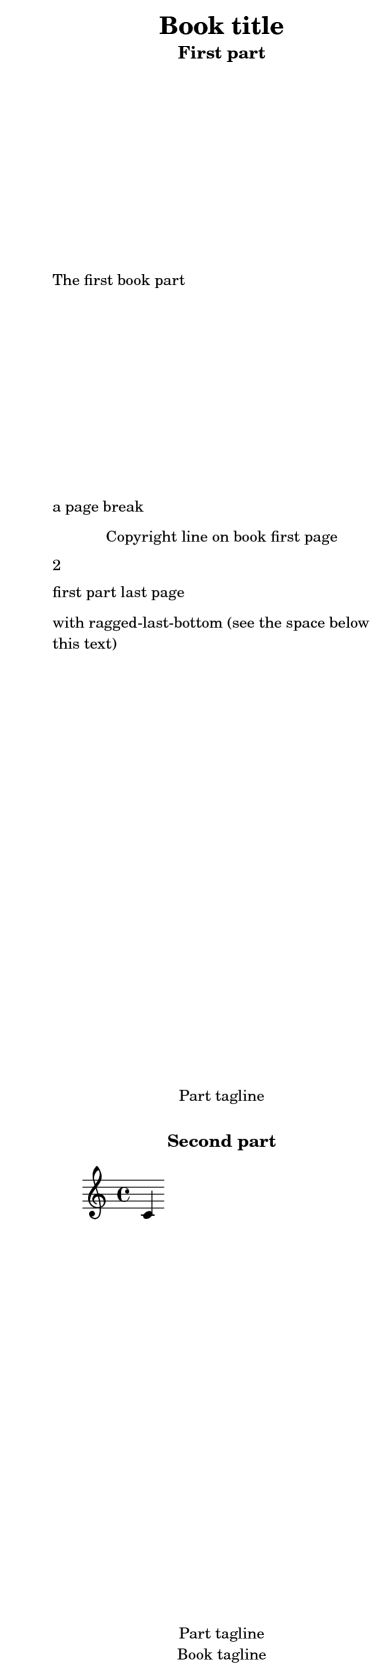 Book title
First part
The first book part
a page break
Copyright line on book first page
2
first part last page
with ragged-last-bottom (see the space below
this text)
Part tagline
Second part
Part tagline
Book tagline